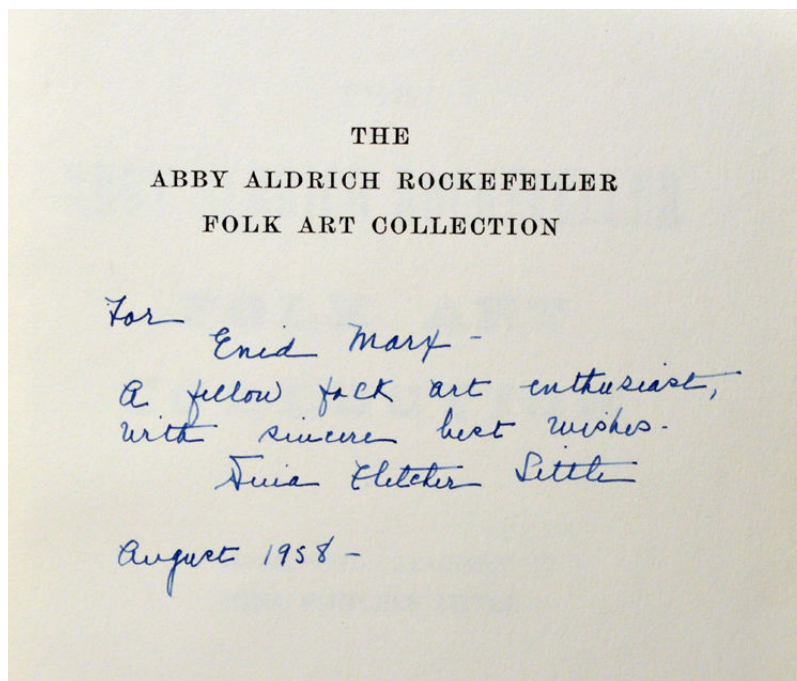 THE
ABBY ALDRICH ROCKEFELLER
FOLK ART COLLECTION
For
Enid Marx -
A fellow folk art enthusiast,
with sincere best wishes.
Nina Fletcher Little
August 1958 -